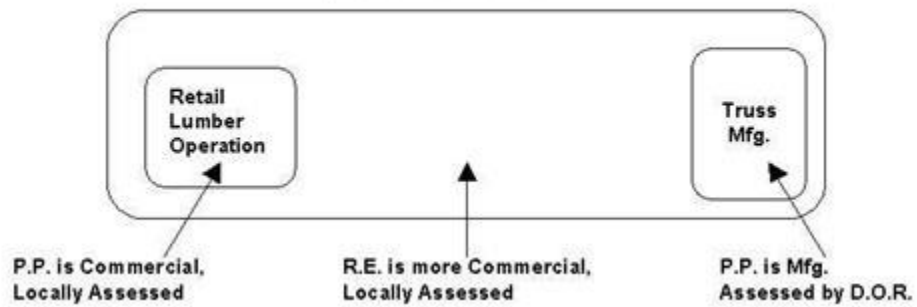 Retail
Lumber
Operation
Truss
Mfg.
P.P. is Commercial,
Locally Assessed
R.E. is more Commercial,
Locally Assessed
P.P. is Mfg.
Assessed by D.O.R.